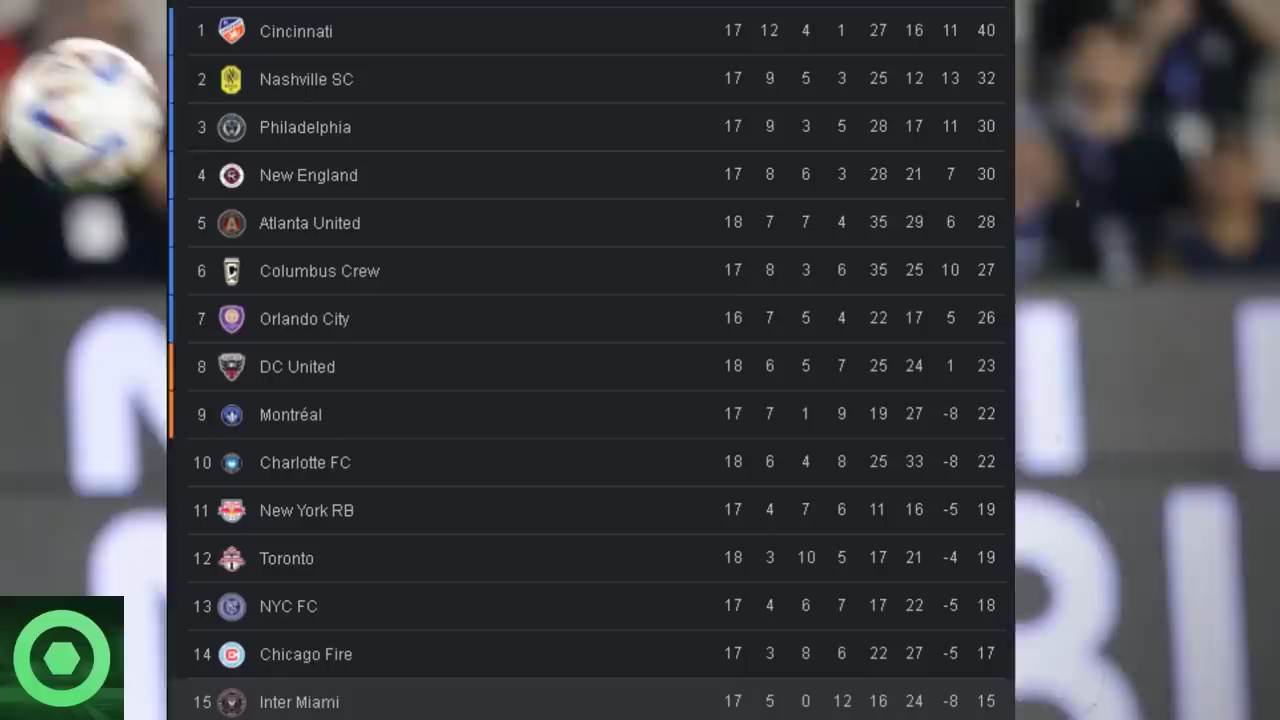 1 Cincinnati 17 12 4 1 27 16 11 40
2 Nashville SC 17 9 5 3 25 12 13 32
3 Philadelphia 17 9 3 5 28 17 11 30
4 New England 17 8 6 3 28 21 7 30
5 Atlanta United 18 7 7 4 35 29 6 28
6 Columbus Crew 17 8 3 6 35 25 10 27
7 Orlando City 16 7 5 4 22 17 5 26
8 DC United 18 6 5 7 25 24 1 23
9 Montréal 17 7 1 9 19 27 -8 22
10 Charlotte FC 18 6 4 8 25 33 -8 22
11 New York RB 17 4 7 6 11 16 -5 19
12 Toronto 18 3 10 5 17 21 -4 19
13 NYC FC 17 4 6 7 17 22 -5 18
14 Chicago Fire 17 3 8 6 22 27 -5 17
15 Inter Miami 17 5 0 12 16 24 -8 15